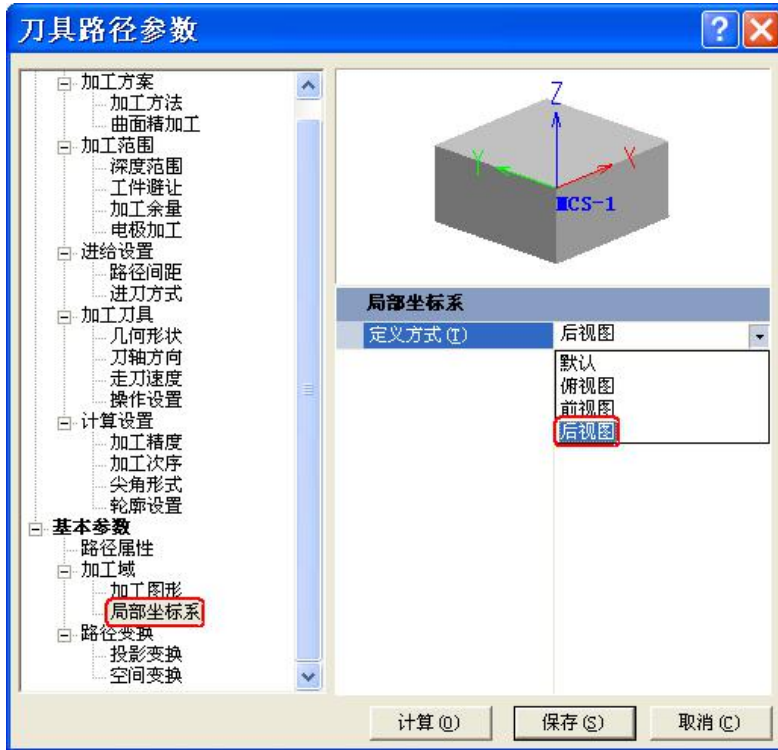 刀具路径参数
加工方案
加工方法
曲面精加工
加工范围
深度范围
工件避让
加工余量
电极加工
进给设置
路径间距
进刀方式
加工刀具
几何形状
刀轴方向
走刀速度
操作设置
计算设置
加工精度
加工次序
尖角形式
轮廓设置
基本参数
路径属性
加工域
加工图形
局部坐标系
路径变换
投影变换
空间变换
Z
Y
X
MCS-1
局部坐标系
定义方式(T) 后视图
默认
俯视图
前视图
后视图
计算(O) 保存(S) 取消(C)